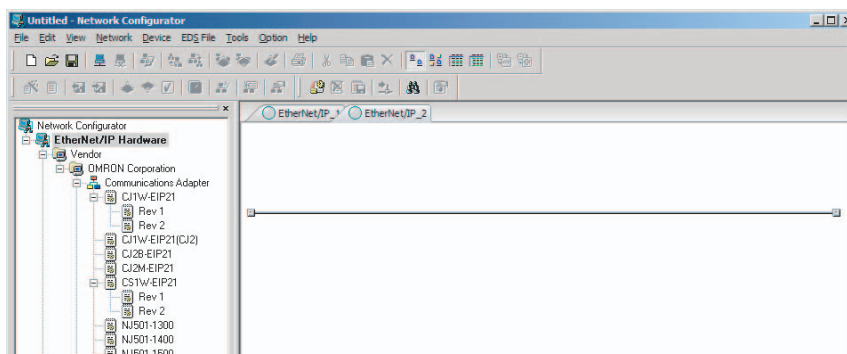 Untitled - Network Configurator
File Edit View Network Device EDS File Tools Option Help
EtherNet/IP_1 EtherNet/IP_2
Network Configurator
EtherNet/IP Hardware
Vendor
OMRON Corporation
Communications Adapter
CJ1W-EIP21
Rev 1
Rev 2
CJ1W-EIP21(CJ2)
CJ2B-EIP21
CJ2M-EIP21
CS1W-EIP21
Rev 1
Rev 2
NJ501-1300
NJ501-1400
NJ501-1500